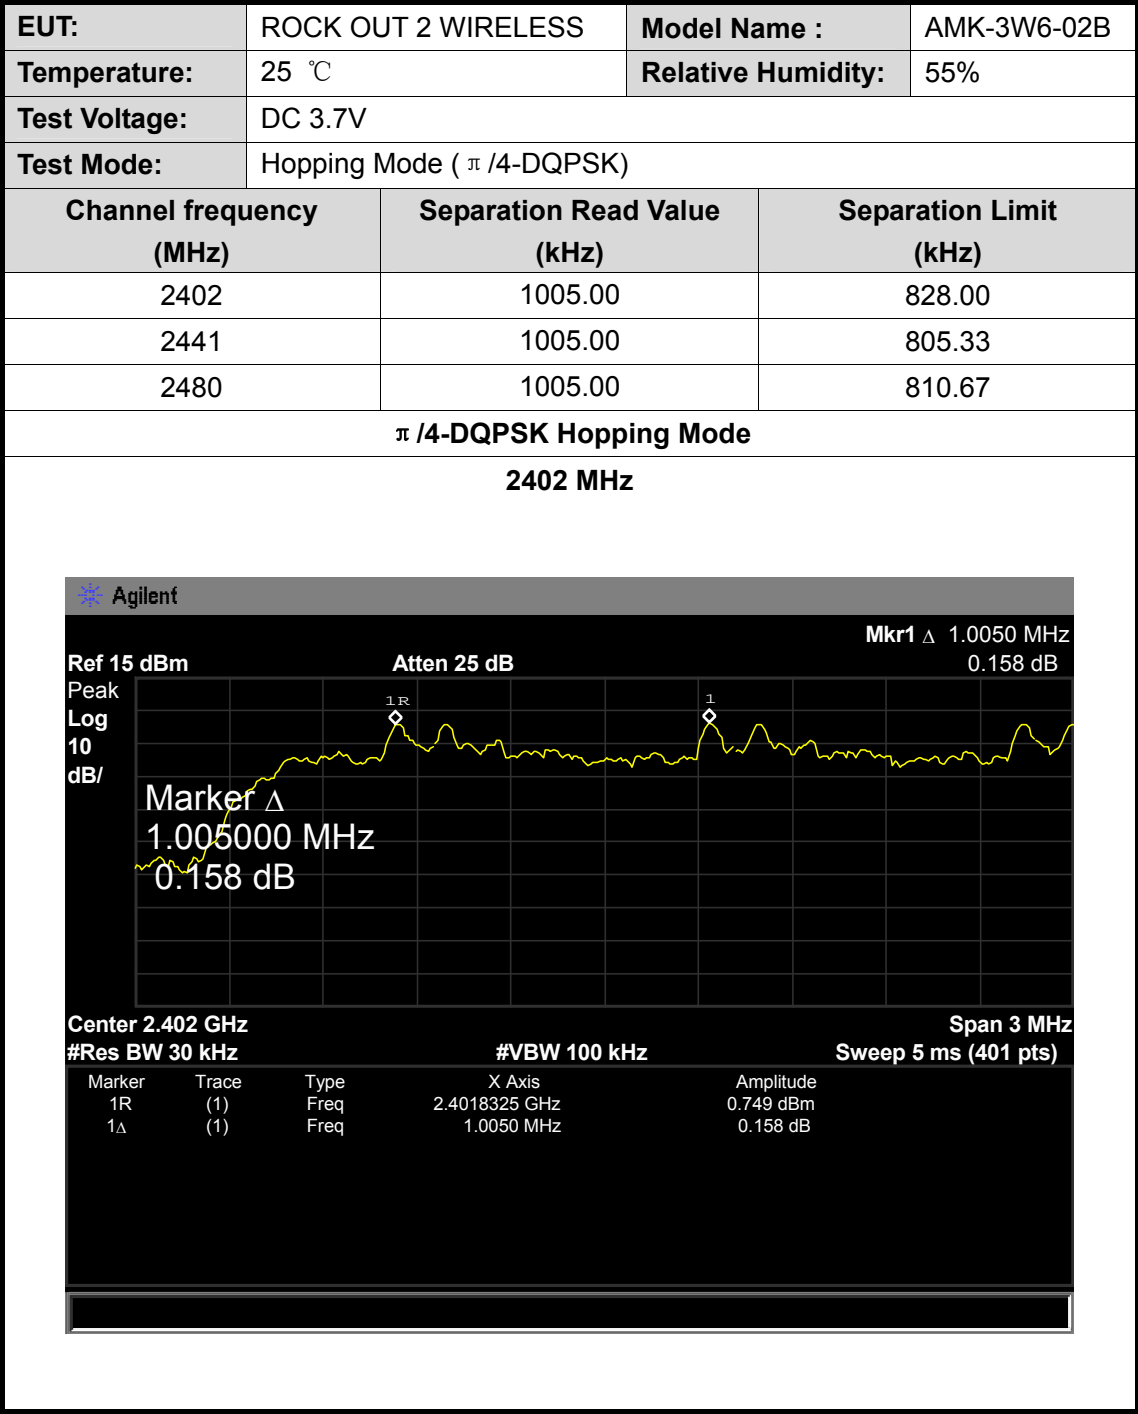 EUT: ROCK OUT 2 WIRELESS Model Name : AMK-3W6-02B
Temperature: 25 ℃ Relative Humidity: 55%
Test Voltage: DC 3.7V
Test Mode: Hopping Mode ( π /4-DQPSK)
Channel frequency Separation Read Value Separation Limit
(MHz) (kHz) (kHz)
2402 1005.00 828.00
2441 1005.00 805.33
2480 1005.00 810.67
π /4-DQPSK Hopping Mode
2402 MHz
Agilent
Mkr1 Δ 1.0050 MHz
Ref 15 dBm Atten 25 dB 0.158 dB
Peak
Log
10
dB/
1R 1
Marker Δ
1.005000 MHz
0.158 dB
Center 2.402 GHz Span 3 MHz
#Res BW 30 kHz #VBW 100 kHz Sweep 5 ms (401 pts)
Marker Trace Type X Axis Amplitude
1R (1) Freq 2.4018325 GHz 0.749 dBm
1Δ (1) Freq 1.0050 MHz 0.158 dB